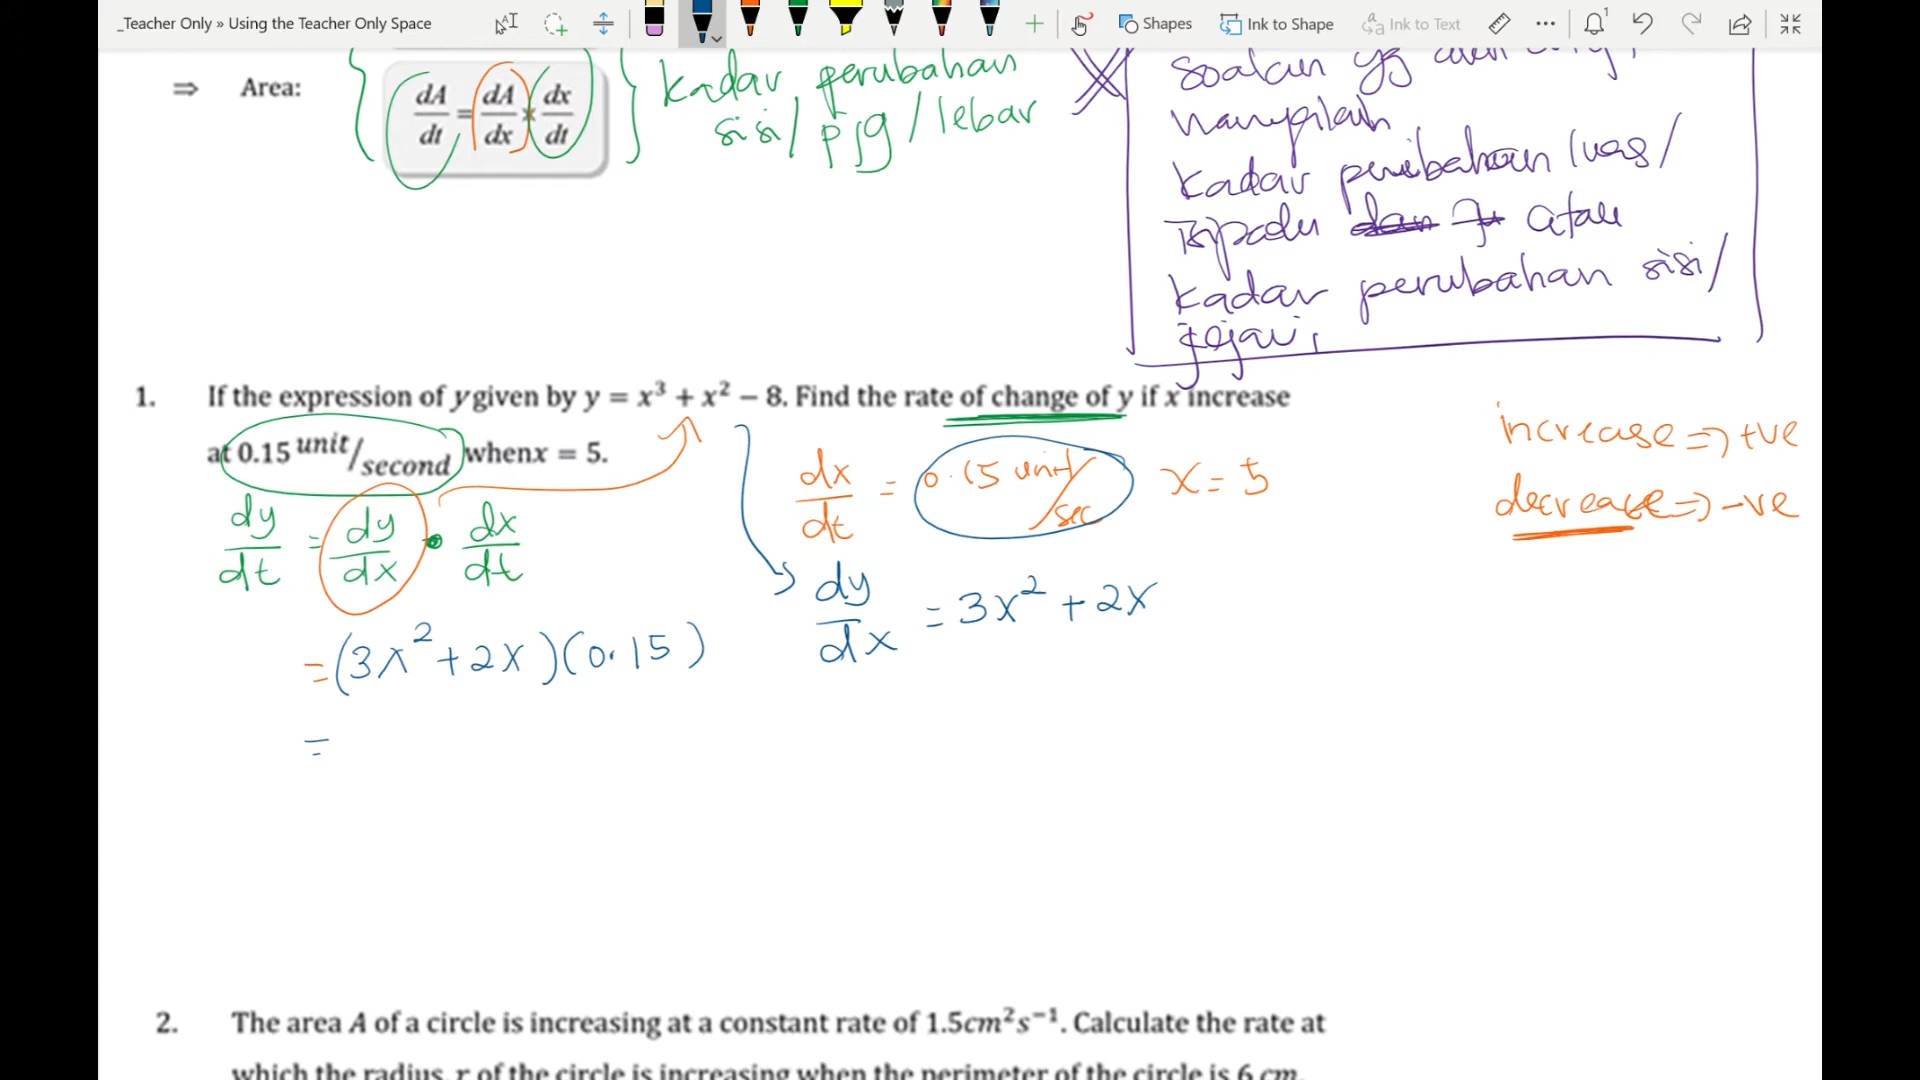 _Teacher Only » Using the Teacher Only Space
Shapes
Ink to Shape
Ink to Text
1
⇒ Area:
dA/dt = dA/dx × dx/dt
kadar perubahan
sisi / pjg / lebar
soalan yg
hanyalah
kadar perubahan luas /
isipadu dan atau
kadar perubahan sisi /
jejari,
1. If the expression of y given by y = x³ + x² − 8. Find the rate of change of y if x increase
at 0.15 unit/second when x = 5.
dy/dt = dy/dx • dx/dt
dx/dt = 0.15 unit/sec x = 5
increase ⇒ +ve
decrease ⇒ -ve
dy/dx = 3x² + 2x
= (3x² + 2x)(0.15)
=
2. The area A of a circle is increasing at a constant rate of 1.5cm²s⁻¹. Calculate the rate at
which the radius, r of the circle is increasing when the perimeter of the circle is 6 cm.